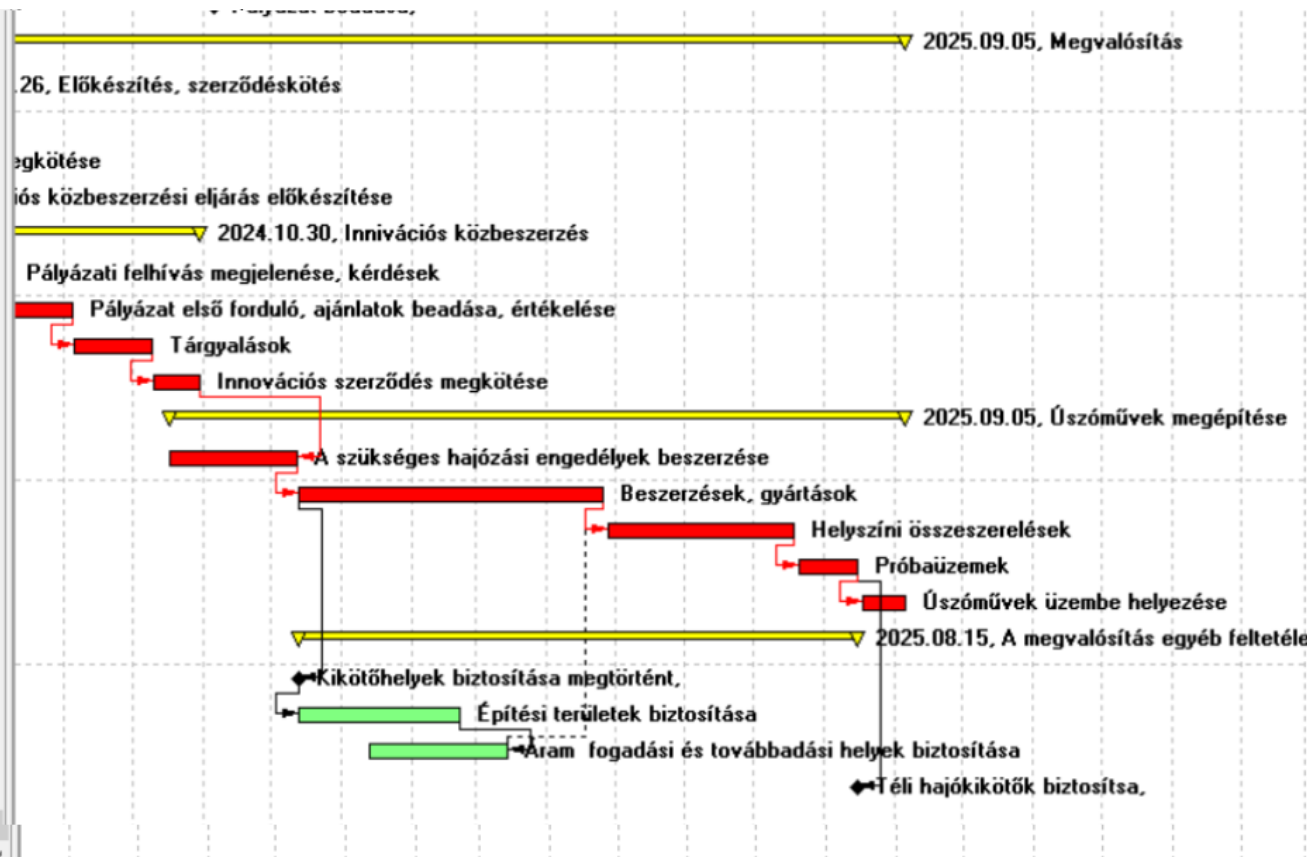 2025.09.05, Megvalósítás
.26, Előkészítés, szerződéskötés
egkötése
iós közbeszerzési eljárás előkészítése
2024.10.30, Innivációs közbeszerzés
Pályázati felhívás megjelenése, kérdések
Pályázat első forduló, ajánlatok beadása, értékelése
Tárgyalások
Innovációs szerződés megkötése
2025.09.05, Úszóművek megépítése
A szükséges hajózási engedélyek beszerzése
Beszerzések, gyártások
Helyszíni összeszerelések
Próbaüzemek
Úszóművek üzembe helyezése
2025.08.15, A megvalósítás egyéb feltétele
Kikötőhelyek biztosítása megtörtént,
Építési területek biztosítása
Áram fogadási és továbbadási helyek biztosítása
Téli hajókikötők biztosítsa,